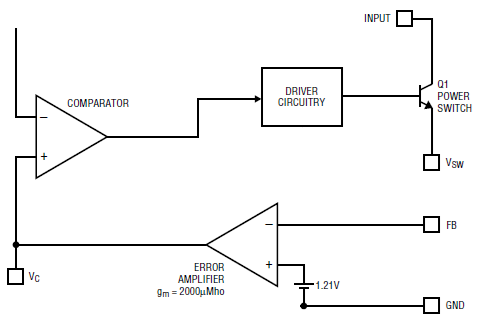 INPUT
Q1
POWER
SWITCH
DRIVER
CIRCUITRY
COMPARATOR
–
+
VSW
FB
–
+
ERROR
AMPLIFIER
gm = 2000µMho
1.21V
VC
GND